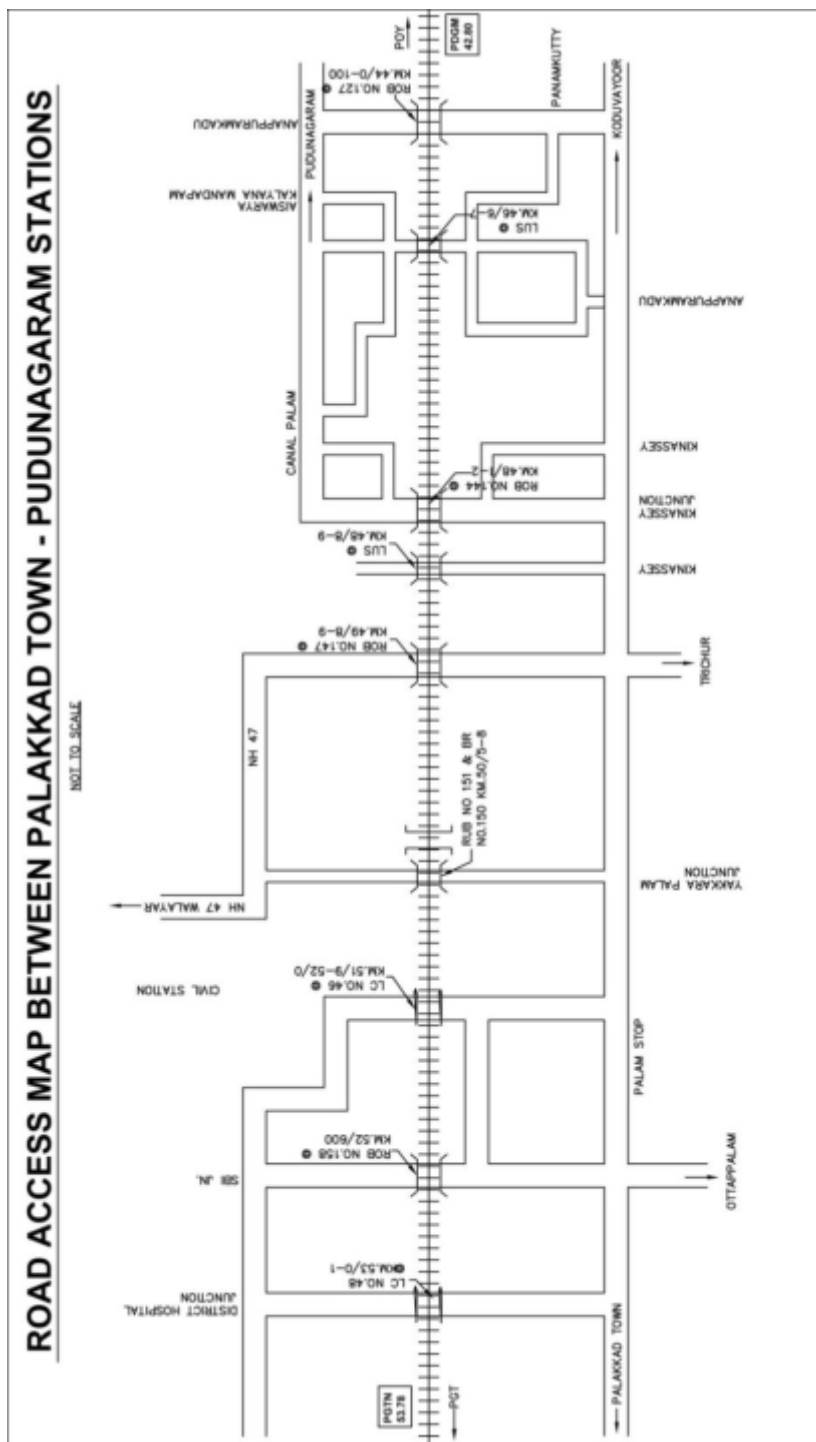 ROAD ACCESS MAP BETWEEN PALAKKAD TOWN - PUDUNAGARAM STATIONS
NOT TO SCALE
POY
PDGM
42.80
ROB NO.127 @
KM.44/0-100
ANAPPURAMKADU
PUDUNAGARAM
AISWARYA
KALYANA MANDAPAM
PANAMKUTTY
KODUVAYOOR
LUS @
KM.46/6-7
ANAPPURAMKADU
CANAL PALAM
ROB NO.144 @
KM.48/1-2
KINASSEY
KINASSEY
JUNCTION
LUS @
KM.48/8-9
KINASSEY
ROB NO.147 @
KM.49/8-9
TRICHUR
NH 47
RUB NO 151 & BR
NO.150 KM.50/5-8
YAKKARA PALAM
JUNCTION
NH 47 WALAYAR
LC NO.46 @
KM.51/9-52/0
CIVIL STATION
PALAM STOP
ROB NO.158 @
KM.52/600
SBI JN.
OTTAPPALAM
LC NO.48
@KM.53/0-1
DISTRICT HOSPITAL
JUNCTION
PGTN
53.78
PGT
PALAKKAD TOWN